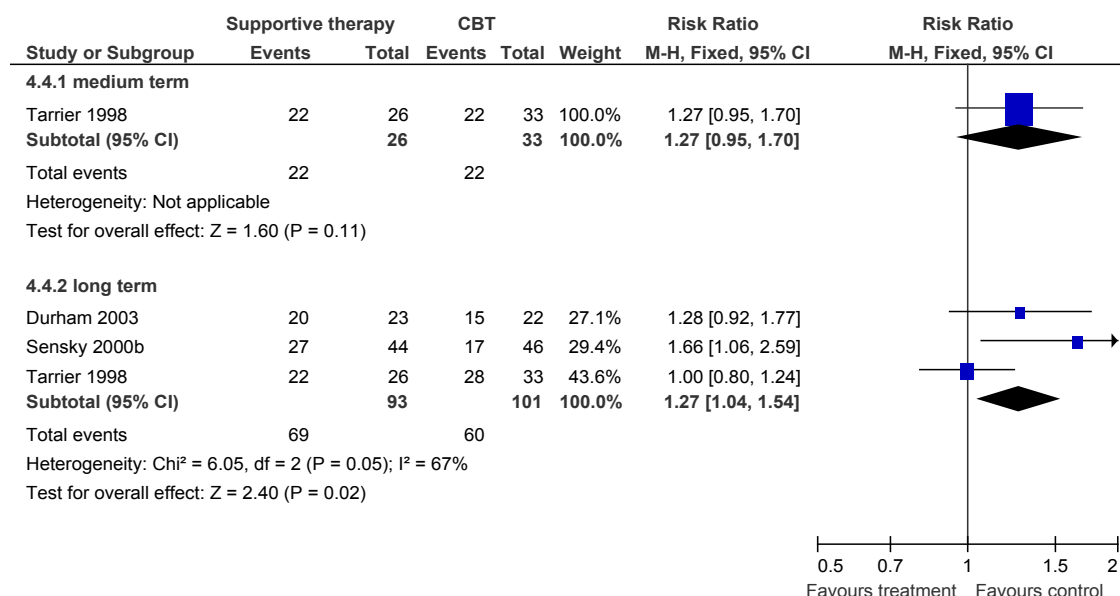 Supportive therapy CBT Risk Ratio Risk Ratio
Study or Subgroup Events Total Events Total Weight M-H, Fixed, 95% CI M-H, Fixed, 95% CI
4.4.1 medium term
Tarrier 1998 22 26 22 33 100.0% 1.27 [0.95, 1.70]
Subtotal (95% CI) 26 33 100.0% 1.27 [0.95, 1.70]
Total events 22 22
Heterogeneity: Not applicable
Test for overall effect: Z = 1.60 (P = 0.11)
4.4.2 long term
Durham 2003 20 23 15 22 27.1% 1.28 [0.92, 1.77]
Sensky 2000b 27 44 17 46 29.4% 1.66 [1.06, 2.59]
Tarrier 1998 22 26 28 33 43.6% 1.00 [0.80, 1.24]
Subtotal (95% CI) 93 101 100.0% 1.27 [1.04, 1.54]
Total events 69 60
Heterogeneity: Chi² = 6.05, df = 2 (P = 0.05); I² = 67%
Test for overall effect: Z = 2.40 (P = 0.02)
0.5 0.7 1 1.5 2
Favours treatment Favours control